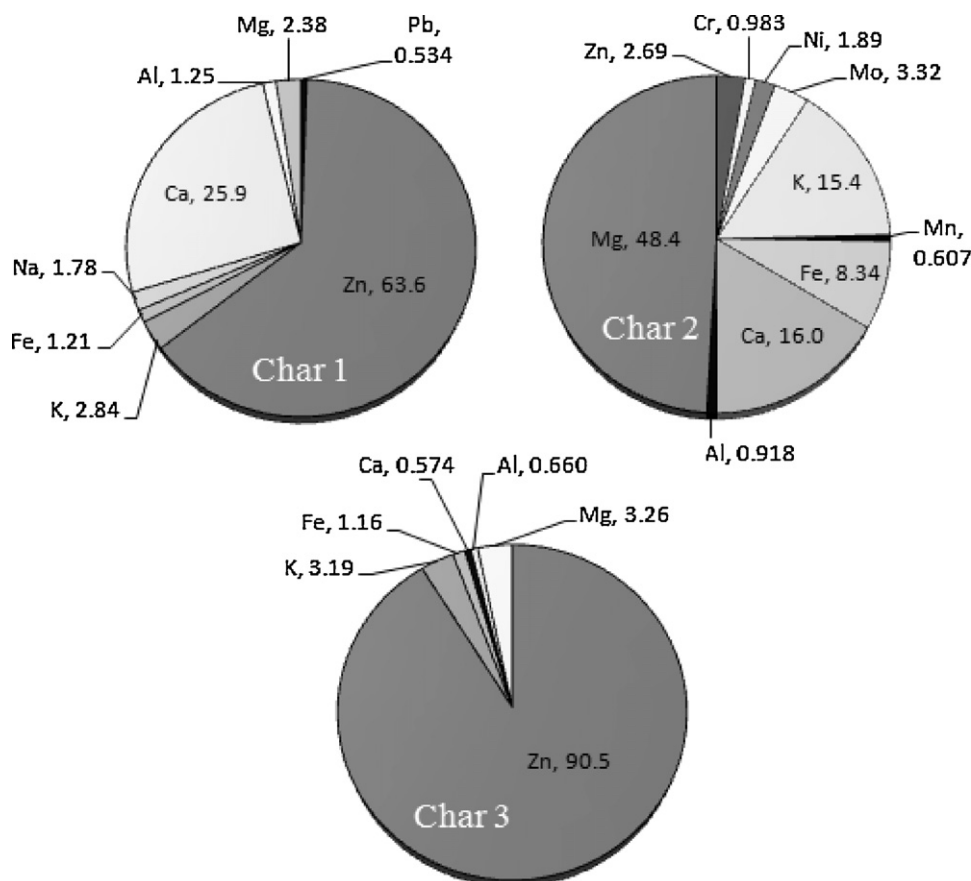 Mg, 2.38
Pb,
0.534
Al, 1.25
Ca, 25.9
Na, 1.78
Zn, 63.6
Fe, 1.21
K, 2.84
Char 1
Cr, 0.983
Zn, 2.69
Ni, 1.89
Mo, 3.32
K, 15.4
Mn,
0.607
Mg, 48.4
Fe, 8.34
Char 2
Ca, 16.0
Al, 0.918
Ca, 0.574
Al, 0.660
Fe, 1.16
Mg, 3.26
K, 3.19
Zn, 90.5
Char 3